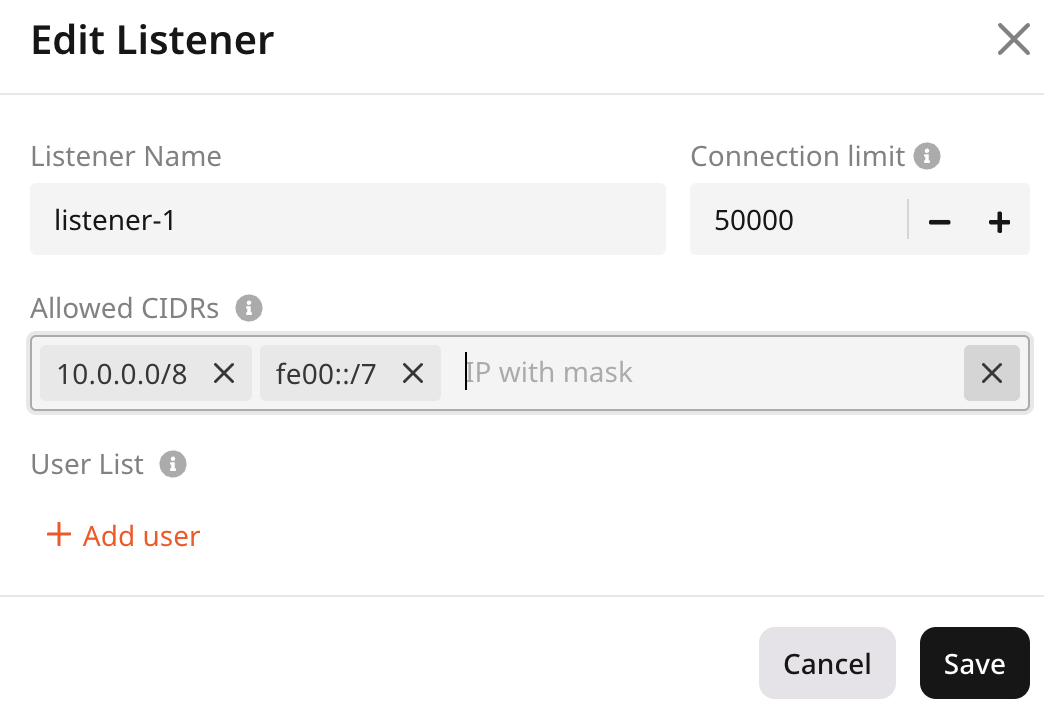 Edit Listener
Listener Name
Connection limit
listener-1
50000
Allowed CIDRs
10.0.0.0/8 fe00::/7 IP with mask
User List
+ Add user
Cancel Save